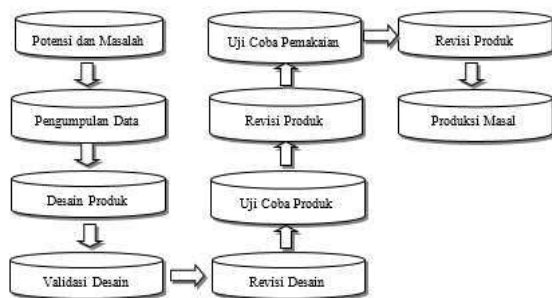 Potensi dan Masalah
Pengumpulan Data
Desain Produk
Validasi Desain
Revisi Desain
Uji Coba Produk
Revisi Produk
Uji Coba Pemakaian
Revisi Produk
Produksi Masal